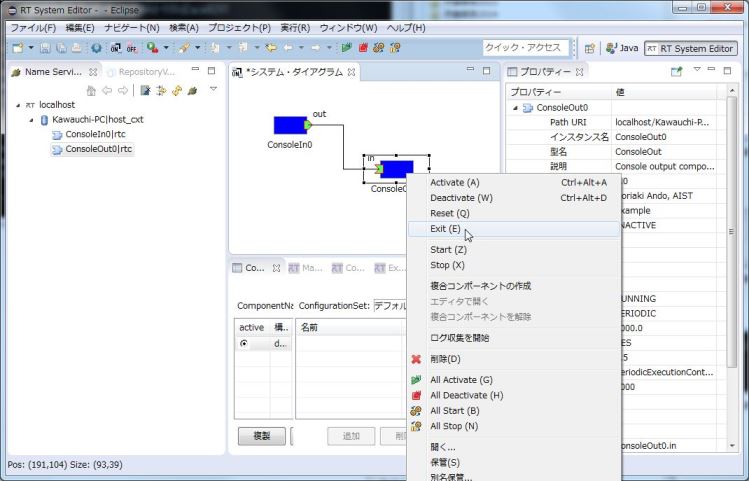 RT System Editor - - Eclipse
ファイル(F) 編集(E) ナビゲート(N) 検索(A) プロジェクト(P) 実行(R) ウィンドウ(W) ヘルプ(H)
ON OFF
クイック・アクセス
Java
RT System Editor
Name Servi...
RepositoryV...
RT localhost
Kawauchi-PC|host_cxt
ConsoleIn0|rtc
ConsoleOut0|rtc
*システム・ダイアグラム
out
ConsoleIn0
in
プロパティー
プロパティー 値
ConsoleOut0
Path URI localhost/Kawauchi-P...
インスタンス名 ConsoleOut0
型名 ConsoleOut
説明 Console output compo...
Activate (A) Ctrl+Alt+A
Deactivate (W) Ctrl+Alt+D
Reset (Q)
Exit (E)
Start (Z)
Stop (X)
複合コンポーネントの作成
エディタで開く
複合コンポーネントを解除
ログ収集を開始
削除(D)
All Activate (G)
All Deactivate (H)
All Start (B)
All Stop (N)
開く...
保管(S)
別名保管...
oriaki Ando, AIST
xample
NACTIVE
UNNING
ERIODIC
000.0
ES
eriodicExecutionCont...
000
onsoleOut0.in
Co...
RT Ma...
RT Co...
RT Ex...
ComponentNa
ConfigurationSet:
デフォル
active 構...
名前
d...
複製
追加
Pos: (191,104) Size: (93,39)